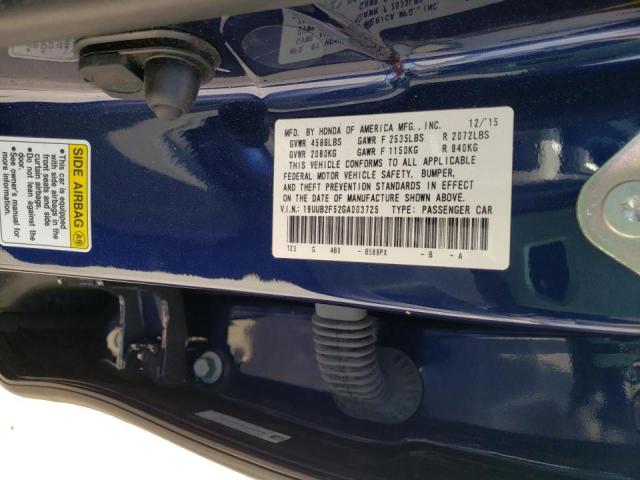 MFD. BY HONDA OF AMERICA MFG., INC. 12/'15
GVWR 4586LBS GAWR F 2535LBS R 2072LBS
GVWR 2080KG GAWR F 1150KG R 940KG
THIS VEHICLE CONFORMS TO ALL APPLICABLE
FEDERAL MOTOR VEHICLE SAFETY, BUMPER,
AND THEFT PREVENTION STANDARDS IN EFFECT
ON THE DATE OF MANUFACTURE SHOWN ABOVE.
V.I.N.: 19UUB2F52GA003725 TYPE: PASSENGER CAR
TZ3 G AB3 - B588PX - B - A
SIDE AIRBAG A9
• This car is equipped
with side airbags in the
front seats and side
curtain airbags.
• Do not lean against the
door.
• See owner's manual for
more information.